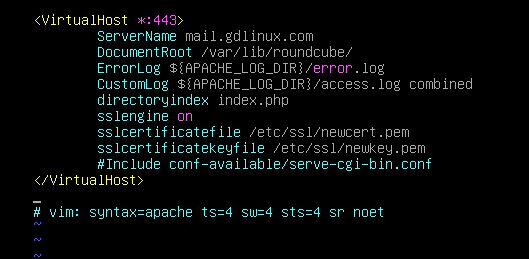 <VirtualHost *:443>
ServerName mail.gdlinux.com
DocumentRoot /var/lib/roundcube/
ErrorLog ${APACHE_LOG_DIR}/error.log
CustomLog ${APACHE_LOG_DIR}/access.log combined
directoryindex index.php
sslengine on
sslcertificatefile /etc/ssl/newcert.pem
sslcertificatekeyfile /etc/ssl/newkey.pem
#Include conf-available/serve-cgi-bin.conf
</VirtualHost>
# vim: syntax=apache ts=4 sw=4 sts=4 sr noet
~
~
~